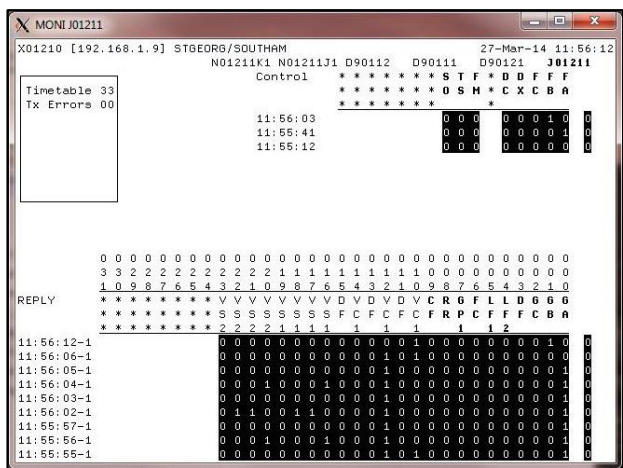 MONI J01211
X01210 [192.168.1.9] STGEORG/SOUTHAM 27-Mar-14 11:56:12
N01211K1 N01211J1 D90112 D90111 D90121 J01211
Control * * * * * * * S T F * D D F F F
* * * * * * * O S M * C X C B A
* * * * * * * *
Timetable 33
Tx Errors 00
11:56:03 0 0 0 0 0 0 1 0 0
11:55:41 0 0 0 0 0 0 0 1 0
11:55:12 0 0 0 0 0 0 0 0 0
0 0 0 0 0 0 0 0 0 0 0 0 0 0 0 0 0 0 0 0 0 0 0 0 0 0 0 0 0 0 0 0
3 3 2 2 2 2 2 2 2 2 2 2 1 1 1 1 1 1 1 1 1 1 0 0 0 0 0 0 0 0 0 0
1 0 9 8 7 6 5 4 3 2 1 0 9 8 7 6 5 4 3 2 1 0 9 8 7 6 5 4 3 2 1 0
REPLY * * * * * * * * V V V V V V V V D V D V D V C R G F L L D G G G
* * * * * * * * S S S S S S S S F C F C F C F R P C F F F C B A
* * * * * * * * 2 2 2 2 1 1 1 1 1 1 1 1 1 2
11:56:12-1 0 0 0 0 0 0 0 0 0 0 0 0 0 1 0 0 0 0 0 0 0 0 1 0 0
11:56:06-1 0 0 0 0 0 0 0 0 0 0 0 1 0 1 0 0 0 0 0 0 0 0 0 0 0
11:56:05-1 0 0 0 0 0 0 0 0 0 0 0 1 0 0 0 0 0 0 0 0 0 0 0 1 0
11:56:04-1 0 0 0 1 0 0 0 1 0 0 0 1 0 0 0 0 0 0 0 0 0 0 0 1 0
11:56:03-1 0 0 0 0 0 0 0 0 0 0 0 1 0 0 0 0 0 0 0 0 0 0 0 1 0
11:56:02-1 0 1 1 0 0 1 1 0 0 0 0 1 0 0 0 0 0 0 0 0 0 0 0 1 0
11:55:57-1 0 0 0 0 0 0 0 0 0 0 0 1 0 0 0 0 0 0 0 0 0 0 0 1 0
11:55:56-1 0 0 0 1 0 0 0 1 0 0 0 1 0 0 0 0 0 0 0 0 0 0 0 1 0
11:55:55-1 0 0 0 0 0 0 0 0 0 0 0 1 0 1 0 0 0 0 0 0 0 0 0 1 0